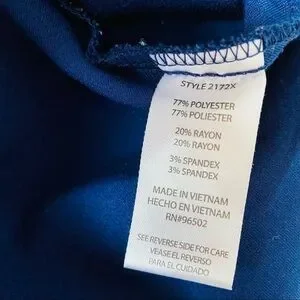 STYLE 2172X
77% POLYESTER
77% POLYESTER
20% RAYON
20% RAYON
3% SPANDEX
3% SPANDEX
MADE IN VIETNAM
HECHO EN VIETNAM
RN#96502
SEE REVERSE SIDE FOR CARE
VEASE EL REVERSO
PARA EL CUIDADO